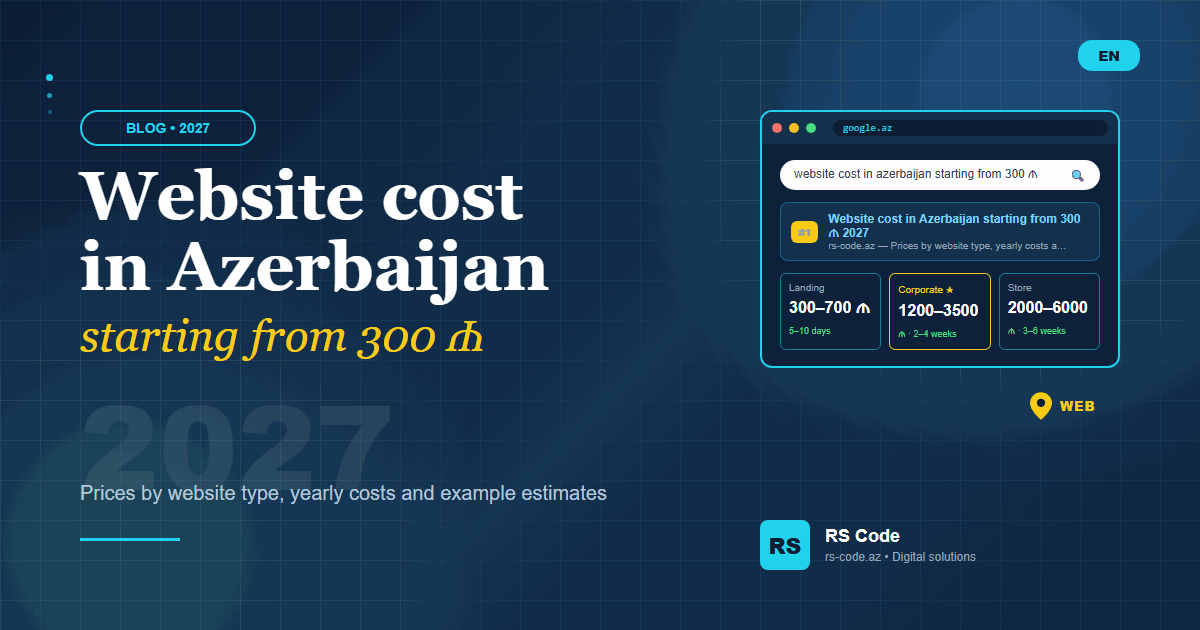 EN
BLOG • 2027
Website cost
in Azerbaijan
starting from 300 ₼
2027
Prices by website type, yearly costs and example estimates
google.az
website cost in azerbaijan starting from 300 ₼
#1
Website cost in Azerbaijan starting from 300
₼ 2027
rs-code.az — Prices by website type, yearly costs a…
Landing
300–700 ₼
5–10 days
Corporate ★
1200–3500
₼ · 2–4 weeks
Store
2000–6000
₼ · 3–6 weeks
WEB
RS
RS Code
rs-code.az • Digital solutions